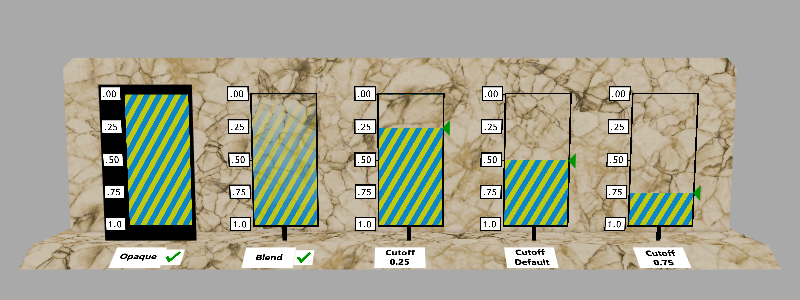 .00 .00 .00 .00 .00
.25 .25 .25 .25 .25
.50 .50 .50 .50 .50
.75 .75 .75 .75 .75
1.0 1.0 1.0 1.0 1.0
Opaque
Blend
Cutoff
0.25
Cutoff
Default
Cutoff
0.75